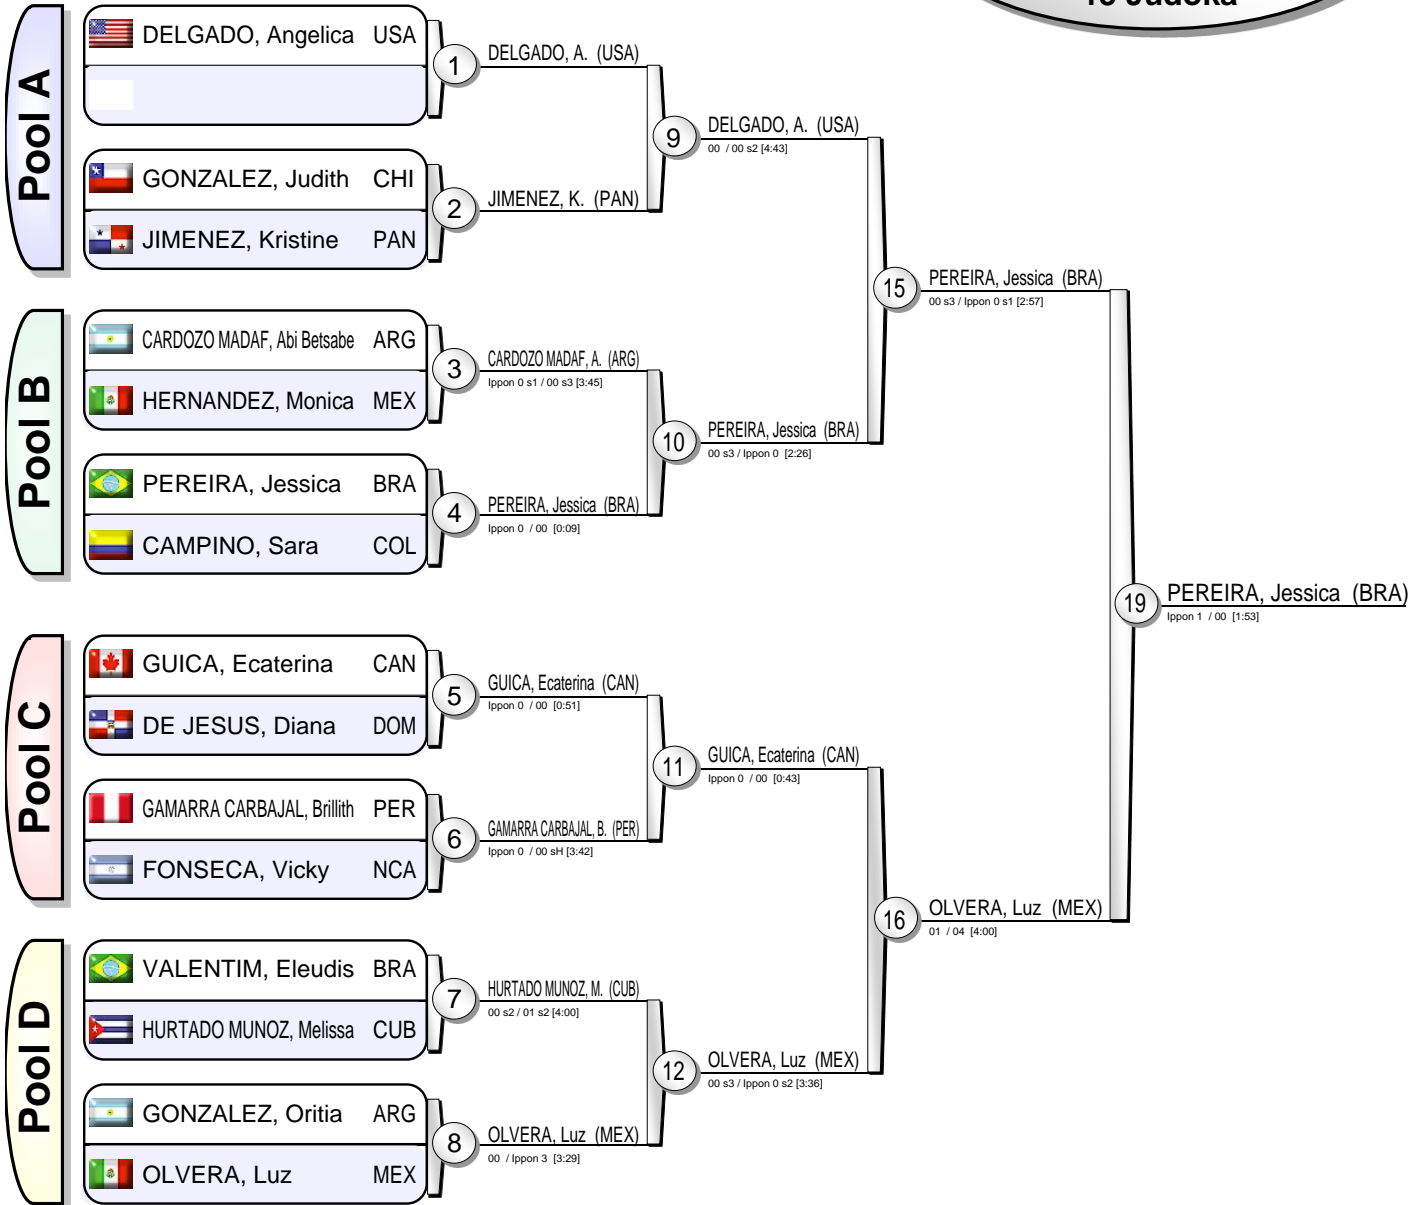 15 Judoka
Pool A
DELGADO, Angelica USA
GONZALEZ, Judith CHI
JIMENEZ, Kristine PAN
Pool B
CARDOZO MADAF, Abi Betsabe ARG
HERNANDEZ, Monica MEX
PEREIRA, Jessica BRA
CAMPINO, Sara COL
Pool C
GUICA, Ecaterina CAN
DE JESUS, Diana DOM
GAMARRA CARBAJAL, Brillith PER
FONSECA, Vicky NCA
Pool D
VALENTIM, Eleudis BRA
HURTADO MUNOZ, Melissa CUB
GONZALEZ, Oritia ARG
OLVERA, Luz MEX
1
DELGADO, A. (USA)
2
JIMENEZ, K. (PAN)
3
CARDOZO MADAF, A. (ARG)
Ippon 0 s1 / 00 s3 [3:45]
4
PEREIRA, Jessica (BRA)
Ippon 0 / 00 [0:09]
5
GUICA, Ecaterina (CAN)
Ippon 0 / 00 [0:51]
6
GAMARRA CARBAJAL, B. (PER)
Ippon 0 / 00 sH [3:42]
7
HURTADO MUNOZ, M. (CUB)
00 s2 / 01 s2 [4:00]
8
OLVERA, Luz (MEX)
00 / Ippon 3 [3:29]
9
DELGADO, A. (USA)
00 / 00 s2 [4:43]
10
PEREIRA, Jessica (BRA)
00 s3 / Ippon 0 [2:26]
11
GUICA, Ecaterina (CAN)
Ippon 0 / 00 [0:43]
12
OLVERA, Luz (MEX)
00 s3 / Ippon 0 s2 [3:36]
15
PEREIRA, Jessica (BRA)
00 s3 / Ippon 0 s1 [2:57]
16
OLVERA, Luz (MEX)
01 / 04 [4:00]
19
PEREIRA, Jessica (BRA)
Ippon 1 / 00 [1:53]